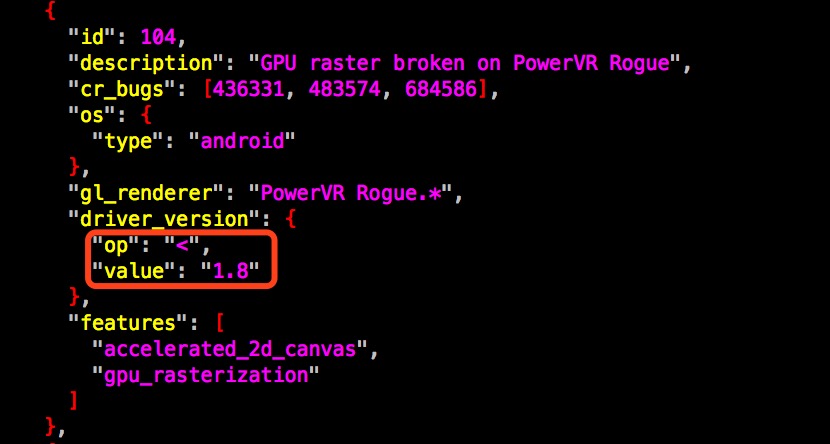 {
"id": 104,
"description": "GPU raster broken on PowerVR Rogue",
"cr_bugs": [436331, 483574, 684586],
"os": {
"type": "android"
},
"gl_renderer": "PowerVR Rogue.*",
"driver_version": {
"op": "<",
"value": "1.8"
},
"features": [
"accelerated_2d_canvas",
"gpu_rasterization"
]
},